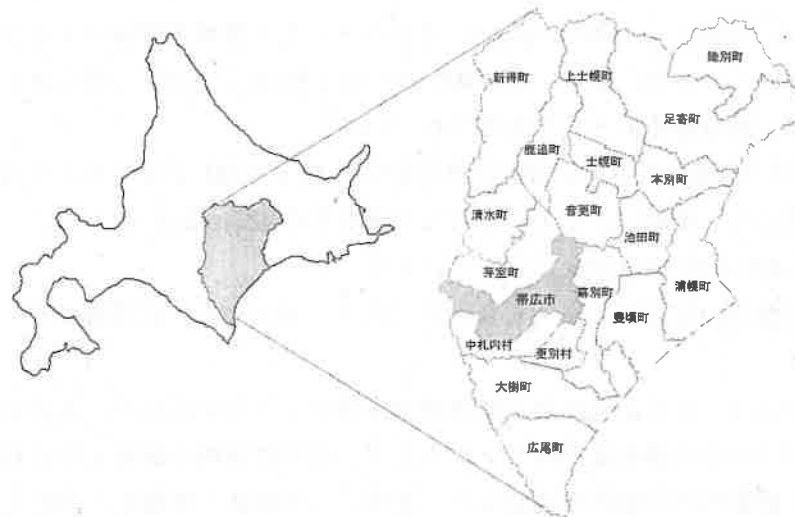 陸別町
新得町
上士幌町
足寄町
鹿追町
士幌町
本別町
清水町
音更町
池田町
芽室町
浦幌町
帯広市
幕別町
豊頃町
中札内村
更別村
大樹町
広尾町